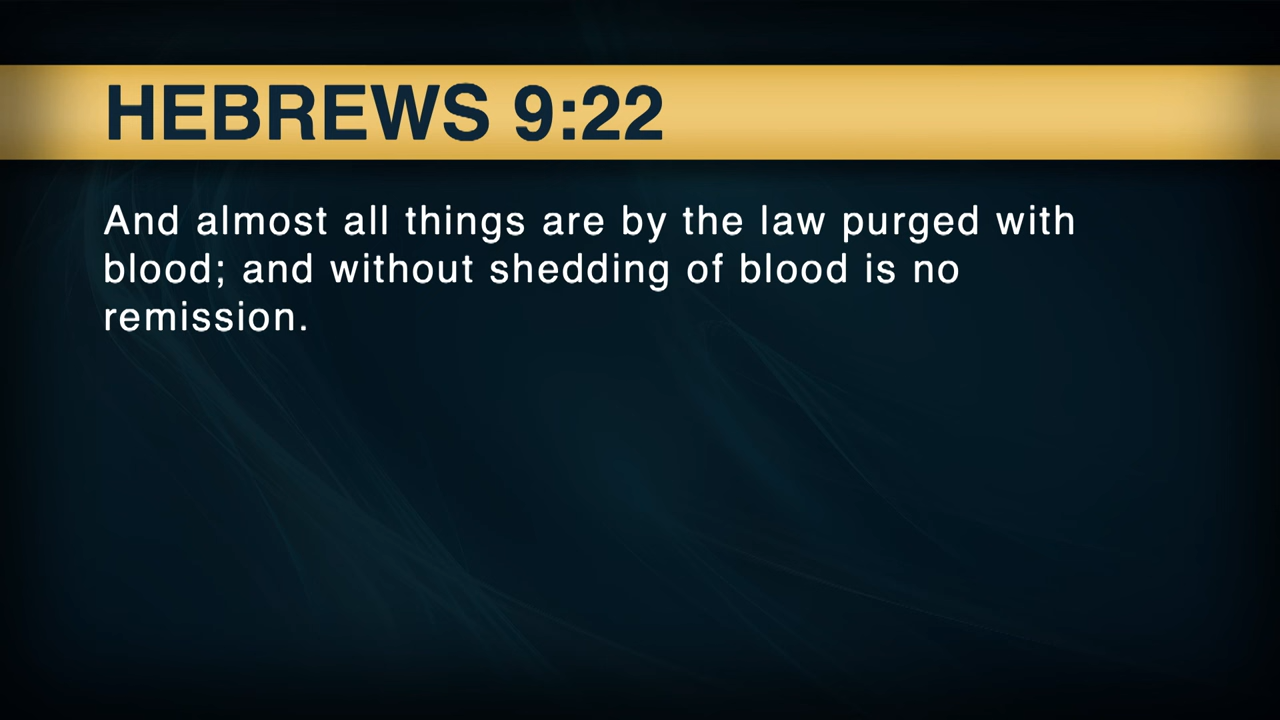 HEBREWS 9:22
And almost all things are by the law purged with
blood; and without shedding of blood is no
remission.